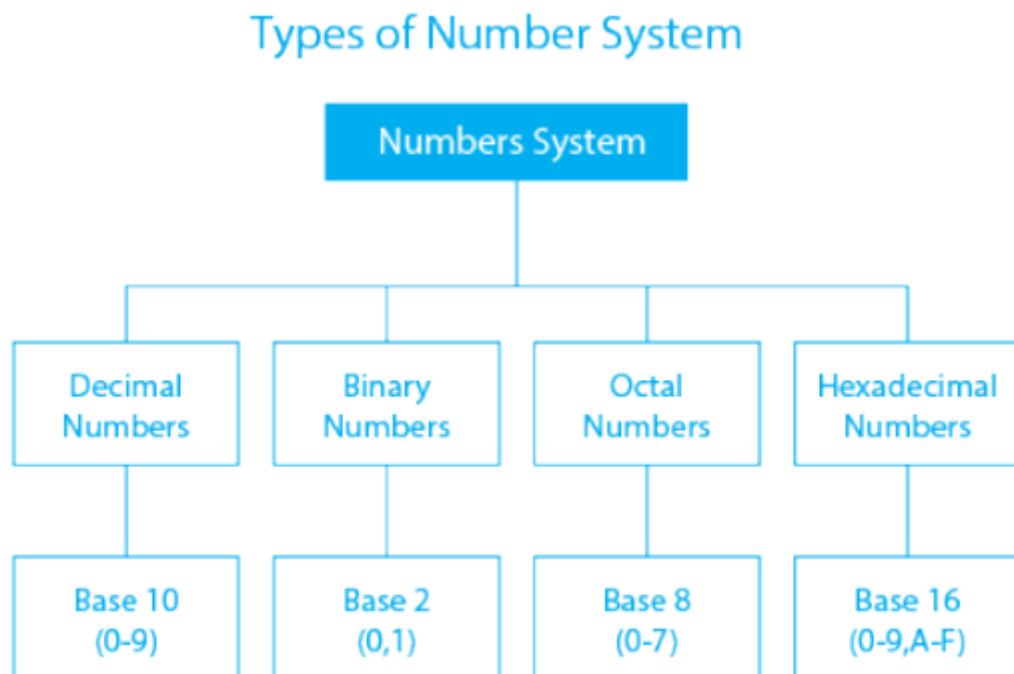 Types of Number System
Numbers System
Decimal
Numbers
Binary
Numbers
Octal
Numbers
Hexadecimal
Numbers
Base 10
(0-9)
Base 2
(0,1)
Base 8
(0-7)
Base 16
(0-9,A-F)